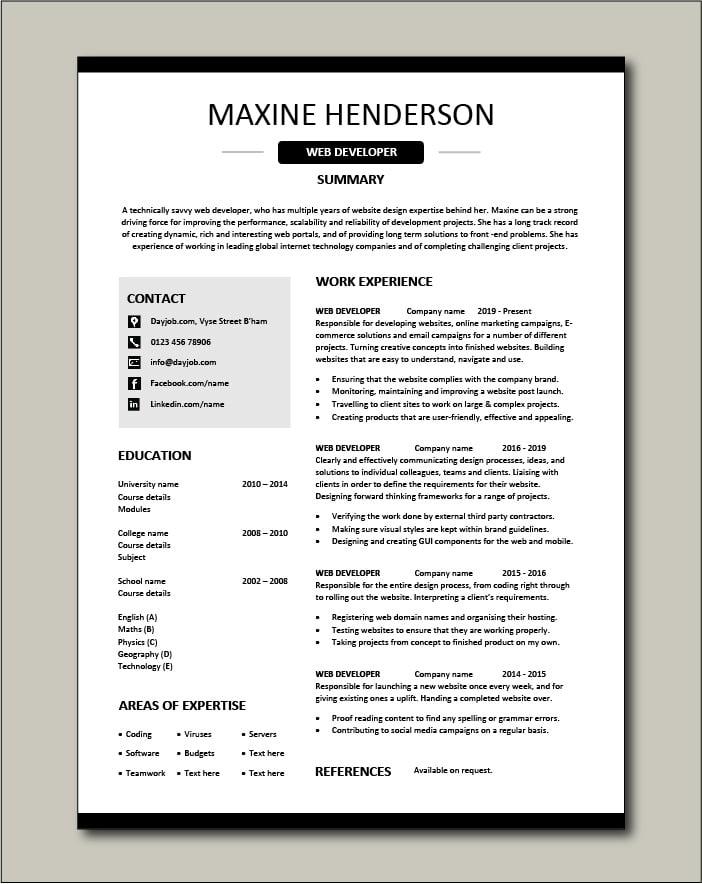 MAXINE HENDERSON
WEB DEVELOPER
SUMMARY
A technically savvy web developer, who has multiple years of website design expertise behind her. Maxine can be a strong
driving force for improving the performance, scalability and reliability of development projects. She has a long track record
of creating dynamic, rich and interesting web portals, and of providing long term solutions to front -end problems. She has
experience of working in leading global internet technology companies and of completing challenging client projects.
CONTACT
Dayjob.com, Vyse Street B'ham
0123 456 78906
info@dayjob.com
Facebook.com/name
Linkedin.com/name
EDUCATION
University name 2010 – 2014
Course details
Modules
College name 2008 – 2010
Course details
Subject
School name 2002 – 2008
Course details
English (A)
Maths (B)
Physics (C)
Geography (D)
Technology (E)
AREAS OF EXPERTISE
▪ Coding ▪ Viruses ▪ Servers
▪ Software ▪ Budgets ▪ Text here
▪ Teamwork ▪ Text here ▪ Text here
WORK EXPERIENCE
WEB DEVELOPER Company name 2019 - Present
Responsible for developing websites, online marketing campaigns, E-
commerce solutions and email campaigns for a number of different
projects. Turning creative concepts into finished websites. Building
websites that are easy to understand, navigate and use.
• Ensuring that the website complies with the company brand.
• Monitoring, maintaining and improving a website post launch.
• Travelling to client sites to work on large & complex projects.
• Creating products that are user-friendly, effective and appealing.
WEB DEVELOPER Company name 2016 - 2019
Clearly and effectively communicating design processes, ideas, and
solutions to individual colleagues, teams and clients. Liaising with
clients in order to define the requirements for their website.
Designing forward thinking frameworks for a range of projects.
• Verifying the work done by external third party contractors.
• Making sure visual styles are kept within brand guidelines.
• Designing and creating GUI components for the web and mobile.
WEB DEVELOPER Company name 2015 - 2016
Responsible for the entire design process, from coding right through
to rolling out the website. Interpreting a client's requirements.
• Registering web domain names and organising their hosting.
• Testing websites to ensure that they are working properly.
• Taking projects from concept to finished product on my own.
WEB DEVELOPER Company name 2014 - 2015
Responsible for launching a new website once every week, and for
giving existing ones a uplift. Handing a completed website over.
• Proof reading content to find any spelling or grammar errors.
• Contributing to social media campaigns on a regular basis.
REFERENCES Available on request.